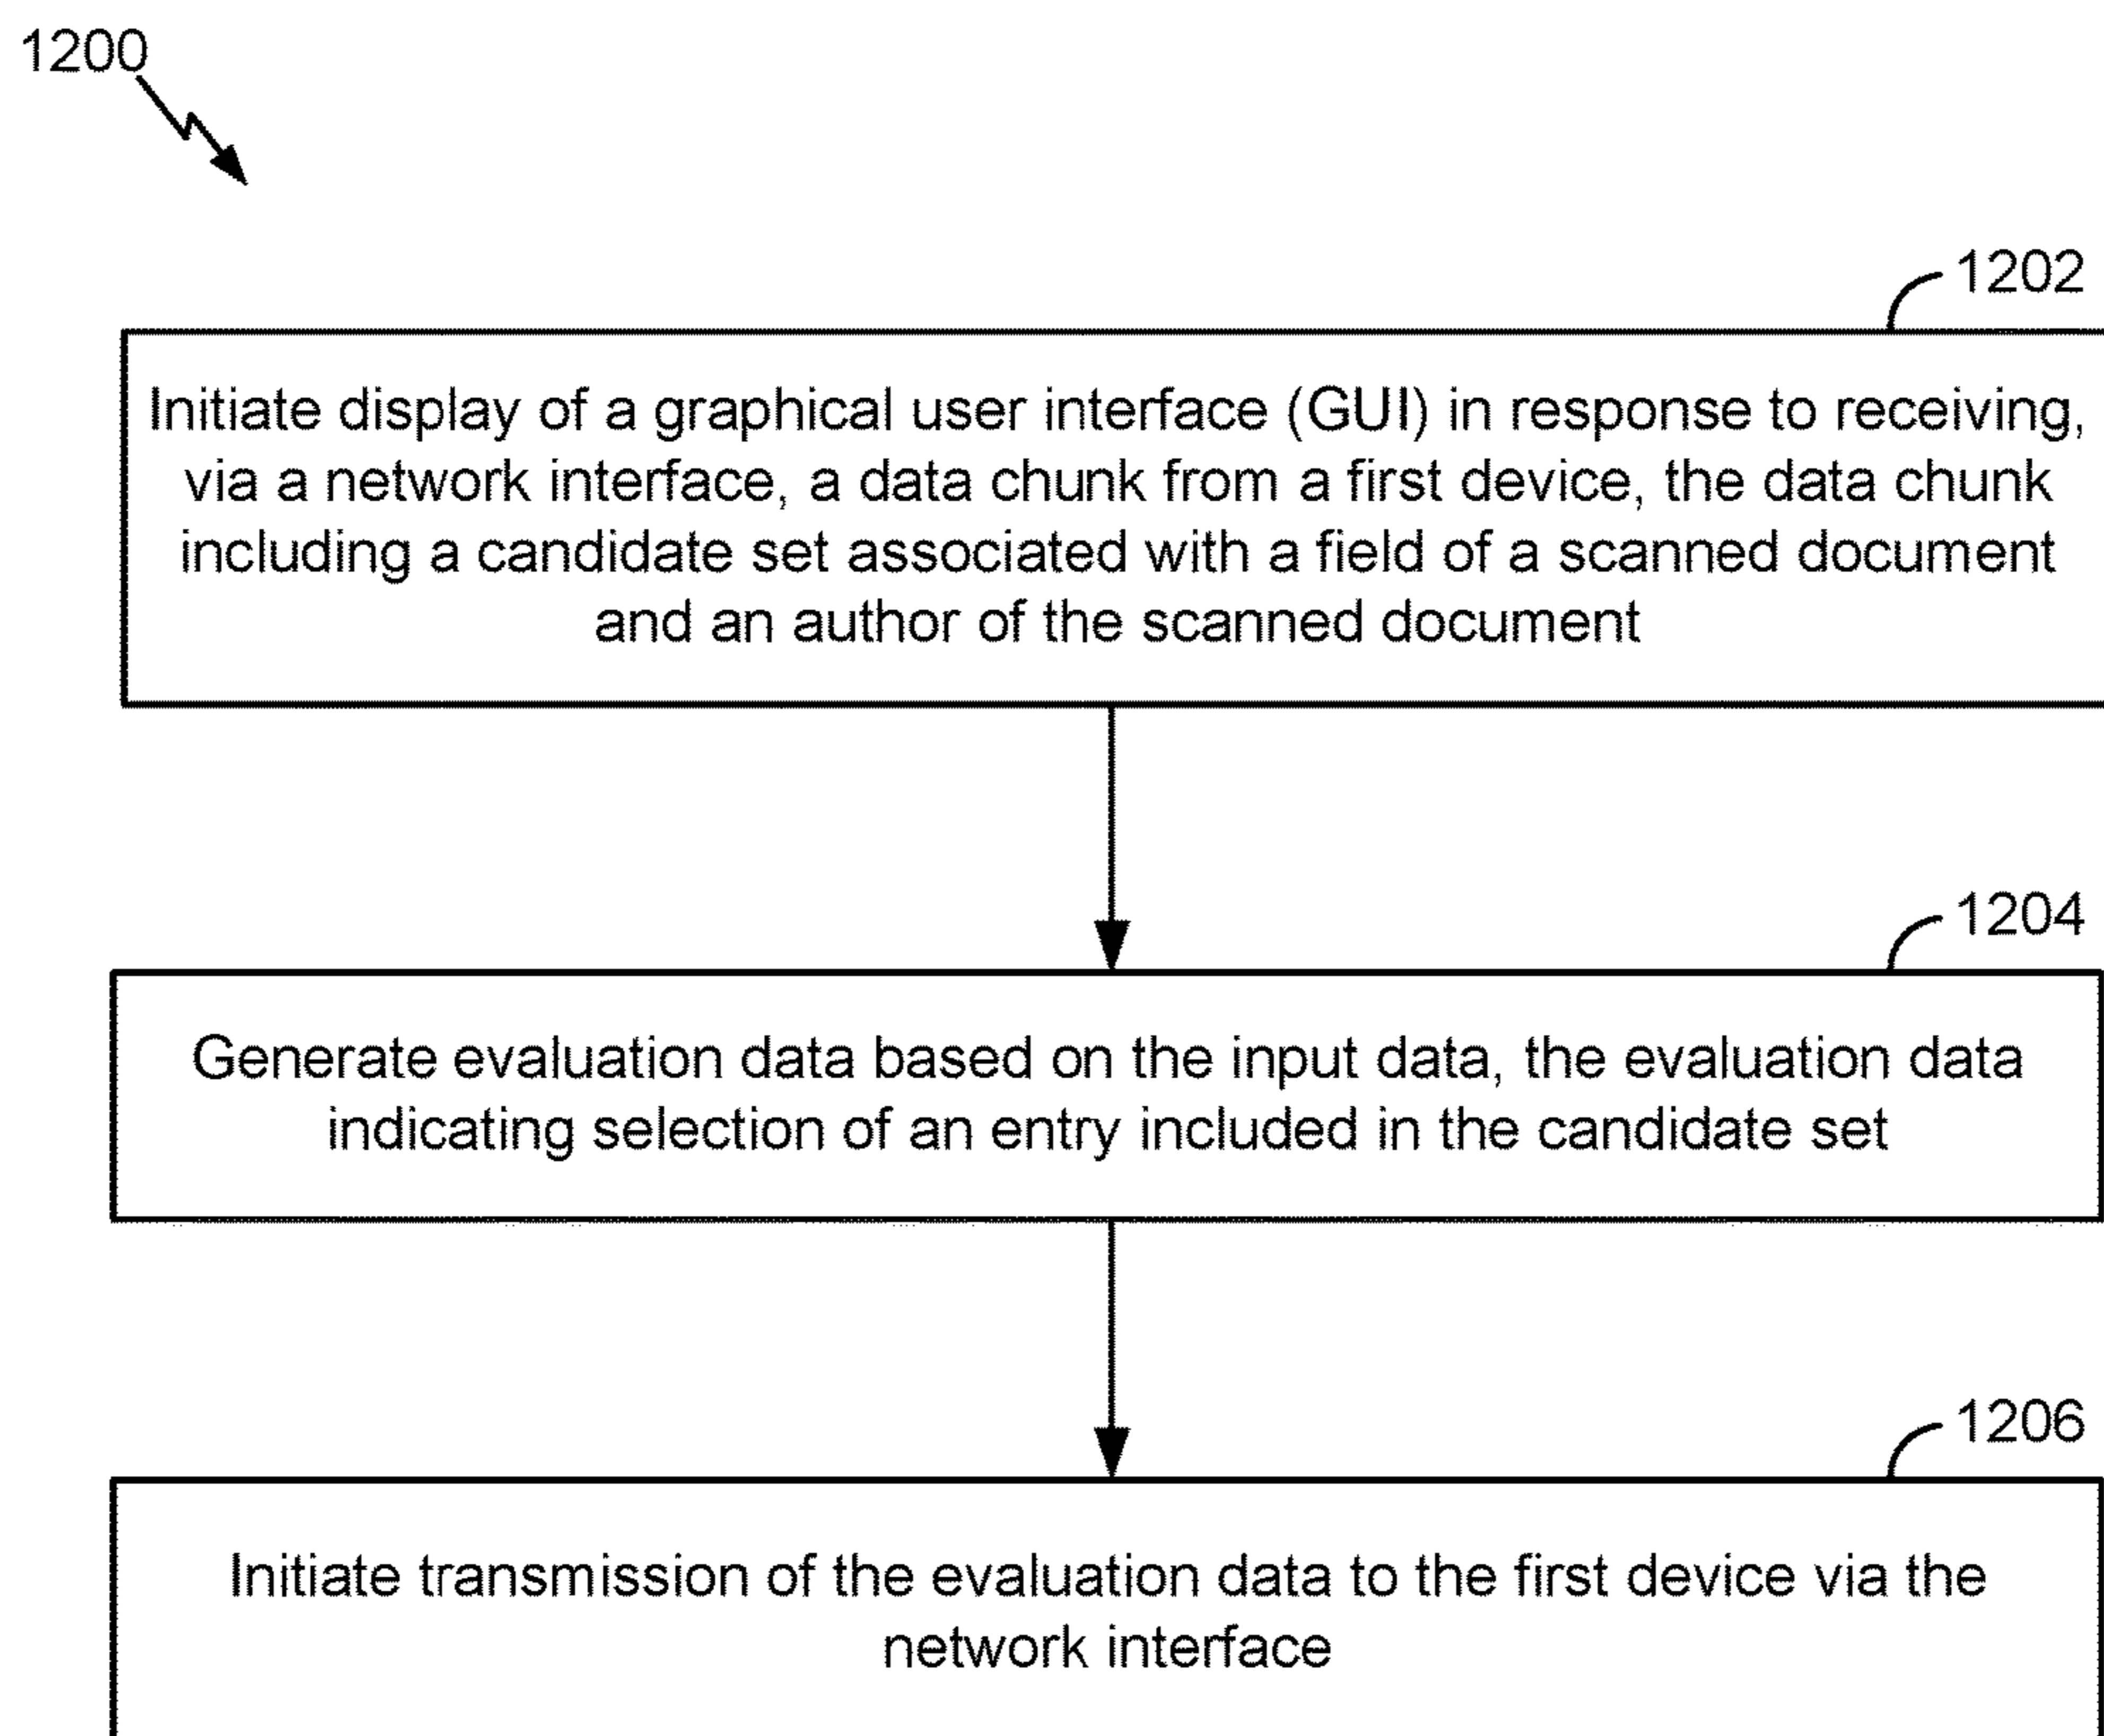 1200
1202
Initiate display of a graphical user interface (GUI) in response to receiving,
via a network interface, a data chunk from a first device, the data chunk
including a candidate set associated with a field of a scanned document
and an author of the scanned document
1204
Generate evaluation data based on the input data, the evaluation data
indicating selection of an entry included in the candidate set
1206
Initiate transmission of the evaluation data to the first device via the
network interface